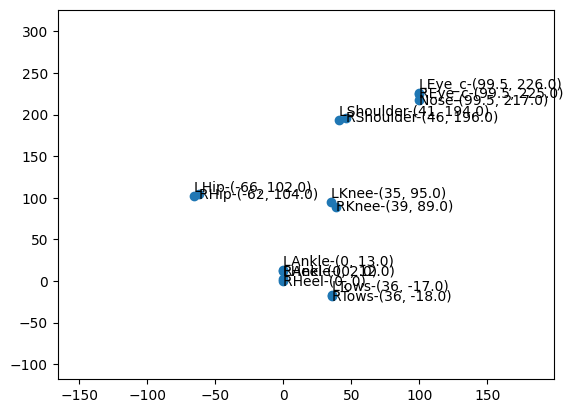 300
250
200
150
100
50
0
−50
−100
LEye_c-(99.5, 226.0)
REye_c-(99.5, 225.0)
Nose-(99.5, 217.0)
LShoulder-(41, 194.0)
RShoulder-(46, 196.0)
LHip-(-66, 102.0)
RHip-(-62, 104.0)
LKnee-(35, 95.0)
RKnee-(39, 89.0)
LAnkle-(0, 13.0)
RHeel-(0, 0)
LTows-(36, -17.0)
RTows-(36, -18.0)
−150
−100
−50
0
50
100
150